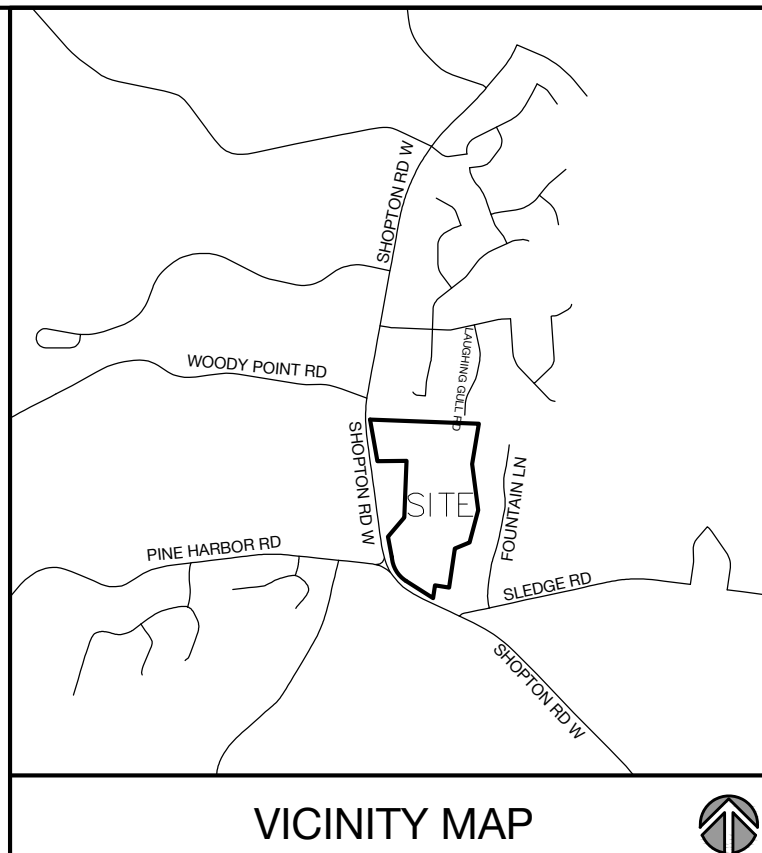 SHOPTON RD W
WOODY POINT RD
LAUGHING GULL RD
SHOPTON RD W
SITE
FOUNTAIN LN
PINE HARBOR RD
SLEDGE RD
SHOPTON RD W
VICINITY MAP